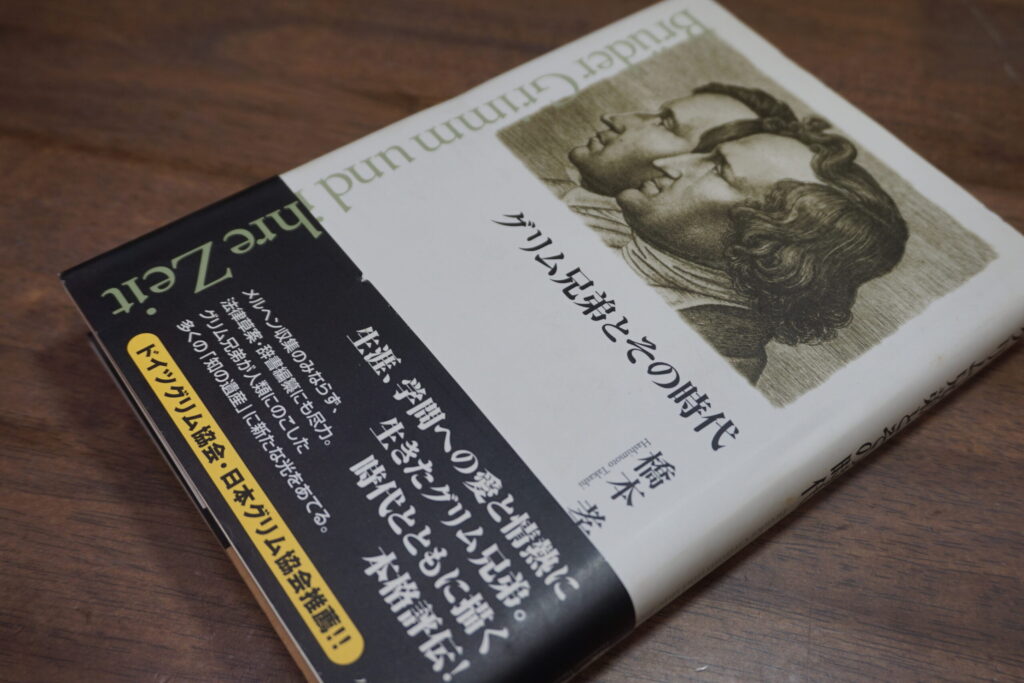 Brüder Grimm und ihre Zeit
グリム兄弟とその時代
橋本 孝
Hashimoto Takashi
生涯、学問への愛と情熱に
生きたグリム兄弟。
時代とともに描く
本格評伝!
メルヘン収集のみならず、
法律草案・辞書編纂にも尽力。
グリム兄弟が人類にのこした
多くの「知の遺産」に新たな光をあてる。
ドイツグリム協会・日本グリム協会推薦!!